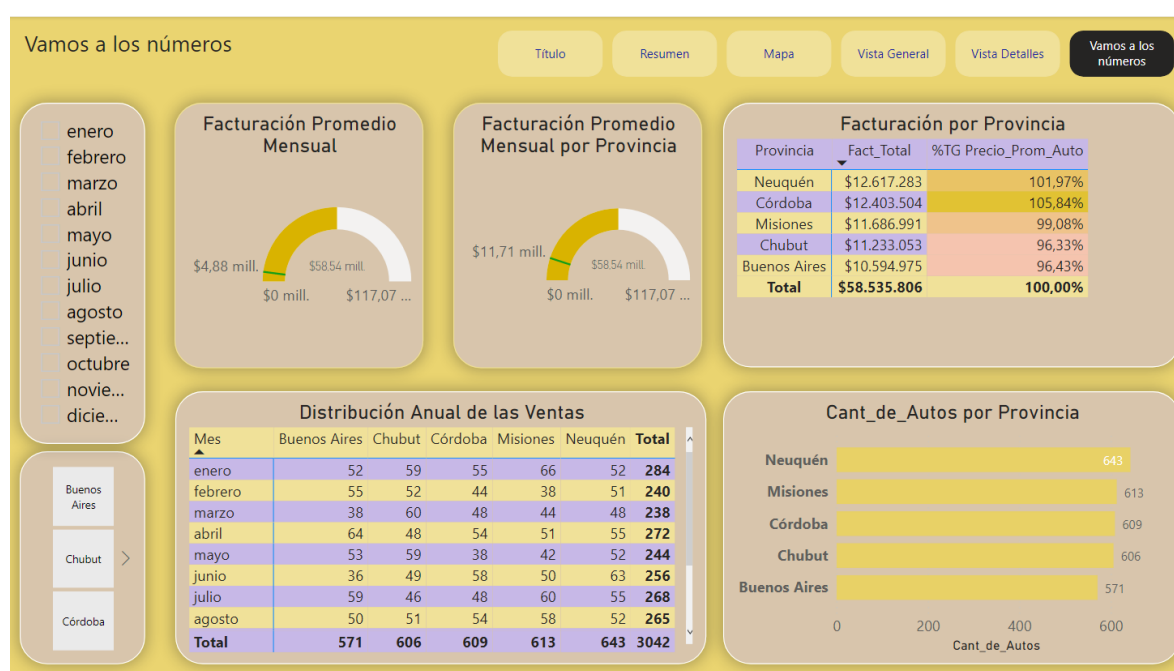 Vamos a los números
Título
Resumen
Mapa
Vista General
Vista Detalles
Vamos a los
números
enero
febrero
marzo
abril
mayo
junio
julio
agosto
septie...
octubre
novie...
dicie...
Buenos
Aires
Chubut
Córdoba
Facturación Promedio
Mensual
$4,88 mill.
$58.54 mill.
$0 mill.
$117,07 ...
Facturación Promedio
Mensual por Provincia
$11,71 mill.
$58.54 mill.
$0 mill.
$117,07 ...
Facturación por Provincia
Provincia Fact_Total %TG Precio_Prom_Auto
Neuquén $12.617.283 101,97%
Córdoba $12.403.504 105,84%
Misiones $11.686.991 99,08%
Chubut $11.233.053 96,33%
Buenos Aires $10.594.975 96,43%
Total $58.535.806 100,00%
Distribución Anual de las Ventas
Mes Buenos Aires Chubut Córdoba Misiones Neuquén Total
enero 52 59 55 66 52 284
febrero 55 52 44 38 51 240
marzo 38 60 48 44 48 238
abril 64 48 54 51 55 272
mayo 53 59 38 42 52 244
junio 36 49 58 50 63 256
julio 59 46 48 60 55 268
agosto 50 51 54 58 52 265
Total 571 606 609 613 643 3042
Cant_de_Autos por Provincia
Neuquén 643
Misiones 613
Córdoba 609
Chubut 606
Buenos Aires 571
0 200 400 600
Cant_de_Autos